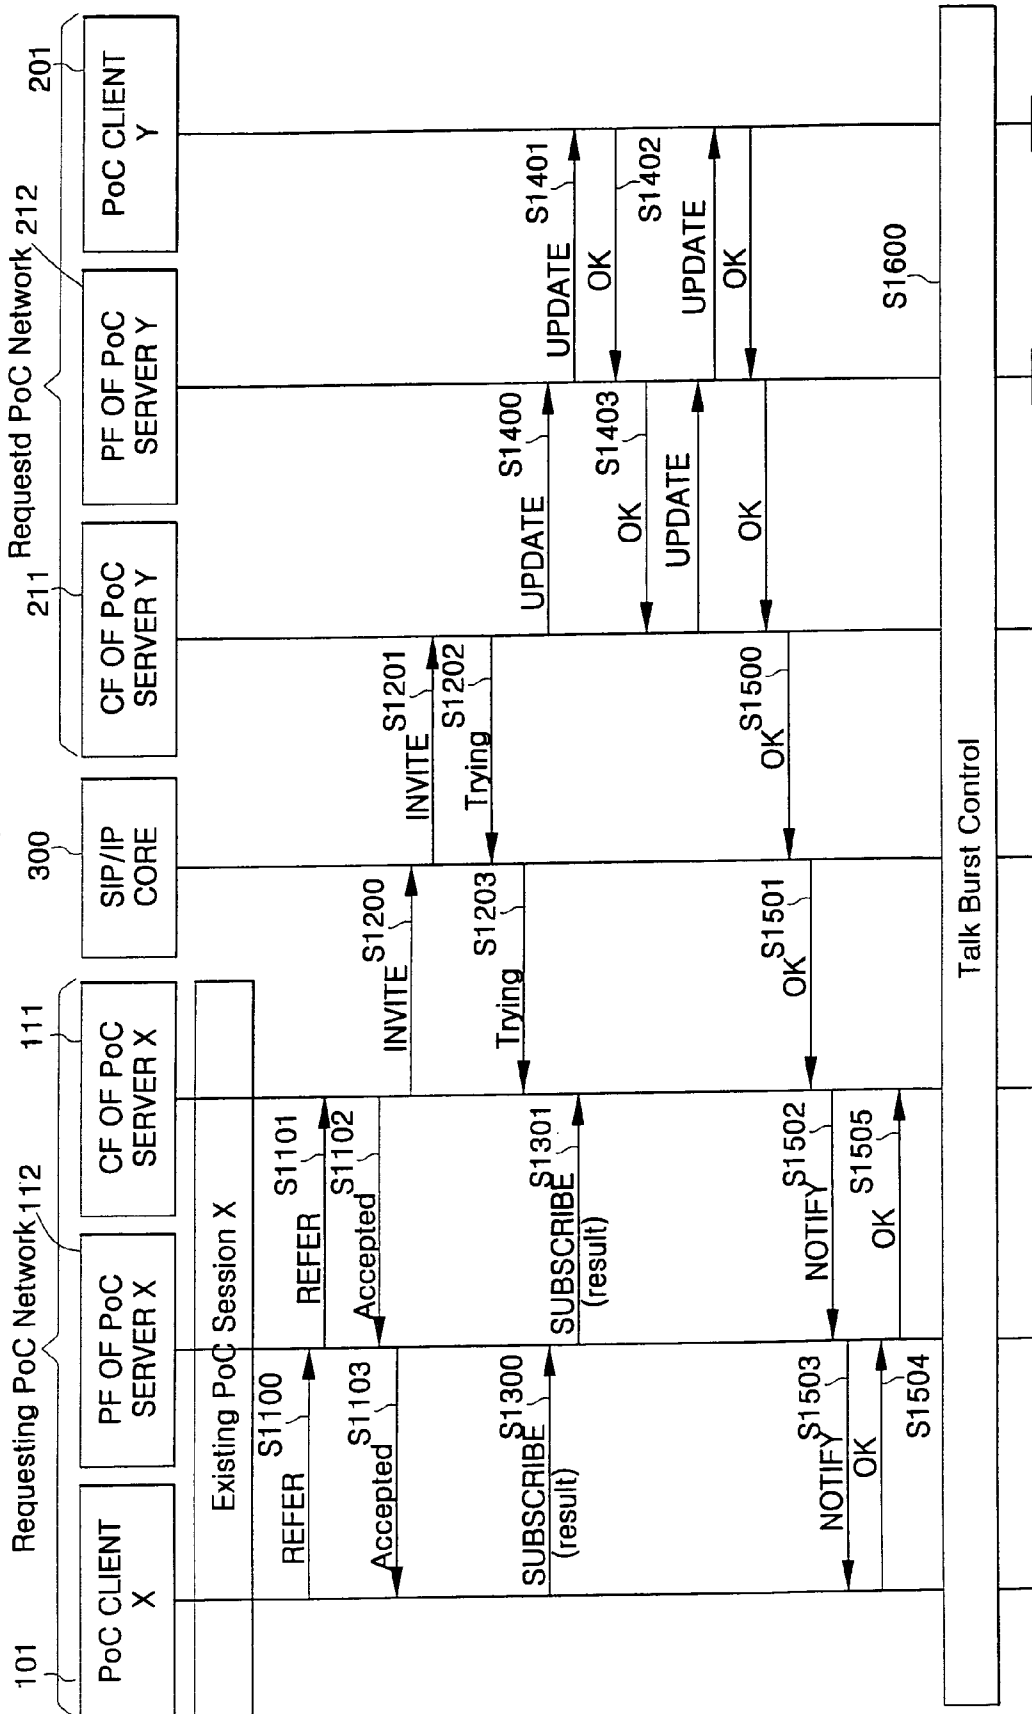 Requesting PoC Network
Requestd PoC Network
101
112
111
300
211
212
201
PoC CLIENT
X
PF OF PoC
SERVER X
CF OF PoC
SERVER X
SIP/IP
CORE
CF OF PoC
SERVER Y
PF OF PoC
SERVER Y
PoC CLIENT
Y
Existing PoC Session X
REFER
S1100
REFER
S1101
Accepted
S1102
Accepted
S1103
INVITE
S1200
INVITE
S1201
Trying
S1202
Trying
S1203
SUBSCRIBE
(result)
S1300
SUBSCRIBE
(result)
S1301
UPDATE
S1400
UPDATE
S1401
OK
S1402
OK
S1403
UPDATE
UPDATE
OK
OK
OK
S1500
OK
S1501
NOTIFY
S1502
NOTIFY
S1503
OK
S1504
OK
S1505
S1600
Talk Burst Control